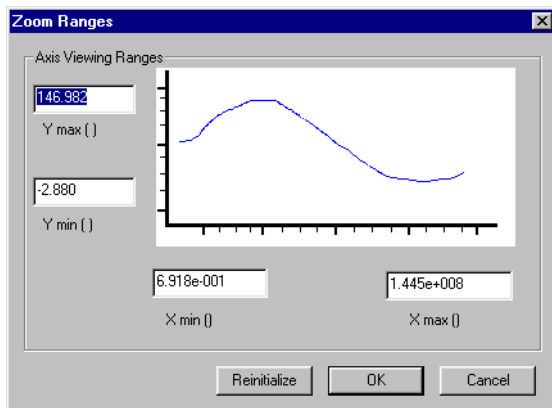 Zoom Ranges
Axis Viewing Ranges
146.982
Y max ( )
-2.880
Y min ( )
6.918e-001
X min ()
1.445e+008
X max ()
Reinitialize
OK
Cancel